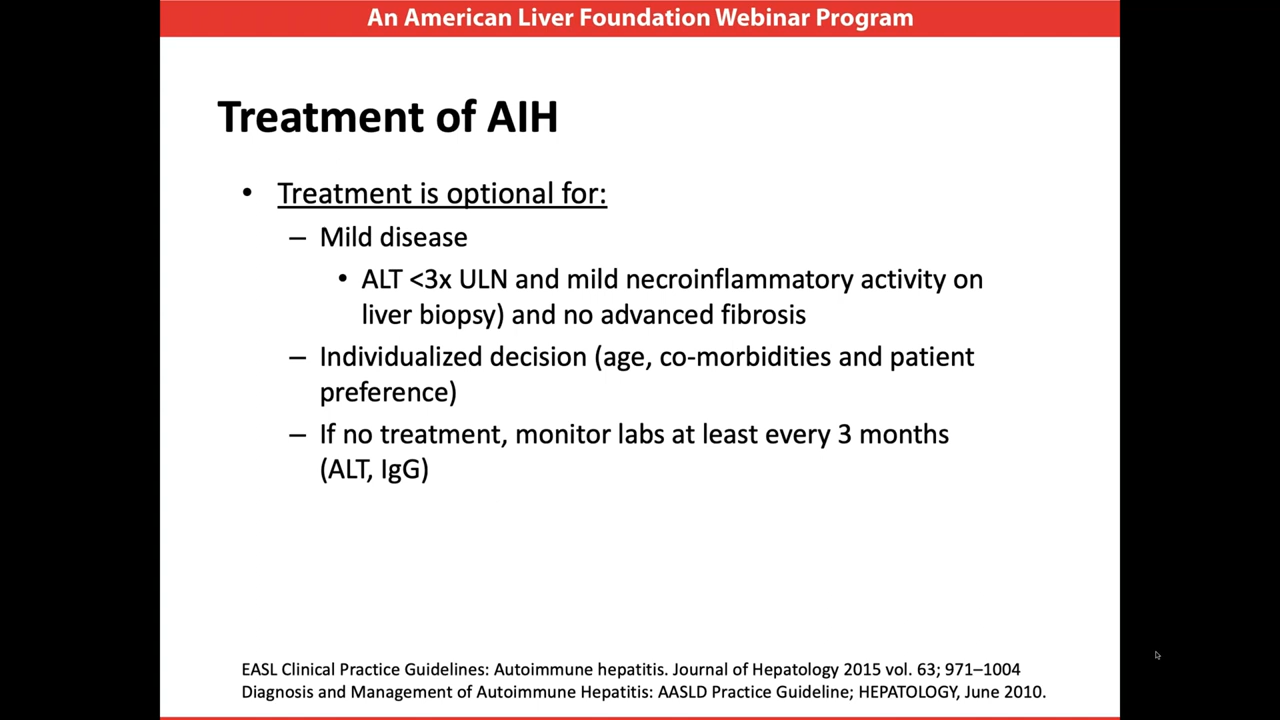 An American Liver Foundation Webinar Program
Treatment of AIH
• Treatment is optional for:
– Mild disease
• ALT <3x ULN and mild necroinflammatory activity on
liver biopsy) and no advanced fibrosis
– Individualized decision (age, co-morbidities and patient
preference)
– If no treatment, monitor labs at least every 3 months
(ALT, IgG)
EASL Clinical Practice Guidelines: Autoimmune hepatitis. Journal of Hepatology 2015 vol. 63; 971–1004
Diagnosis and Management of Autoimmune Hepatitis: AASLD Practice Guideline; HEPATOLOGY, June 2010.